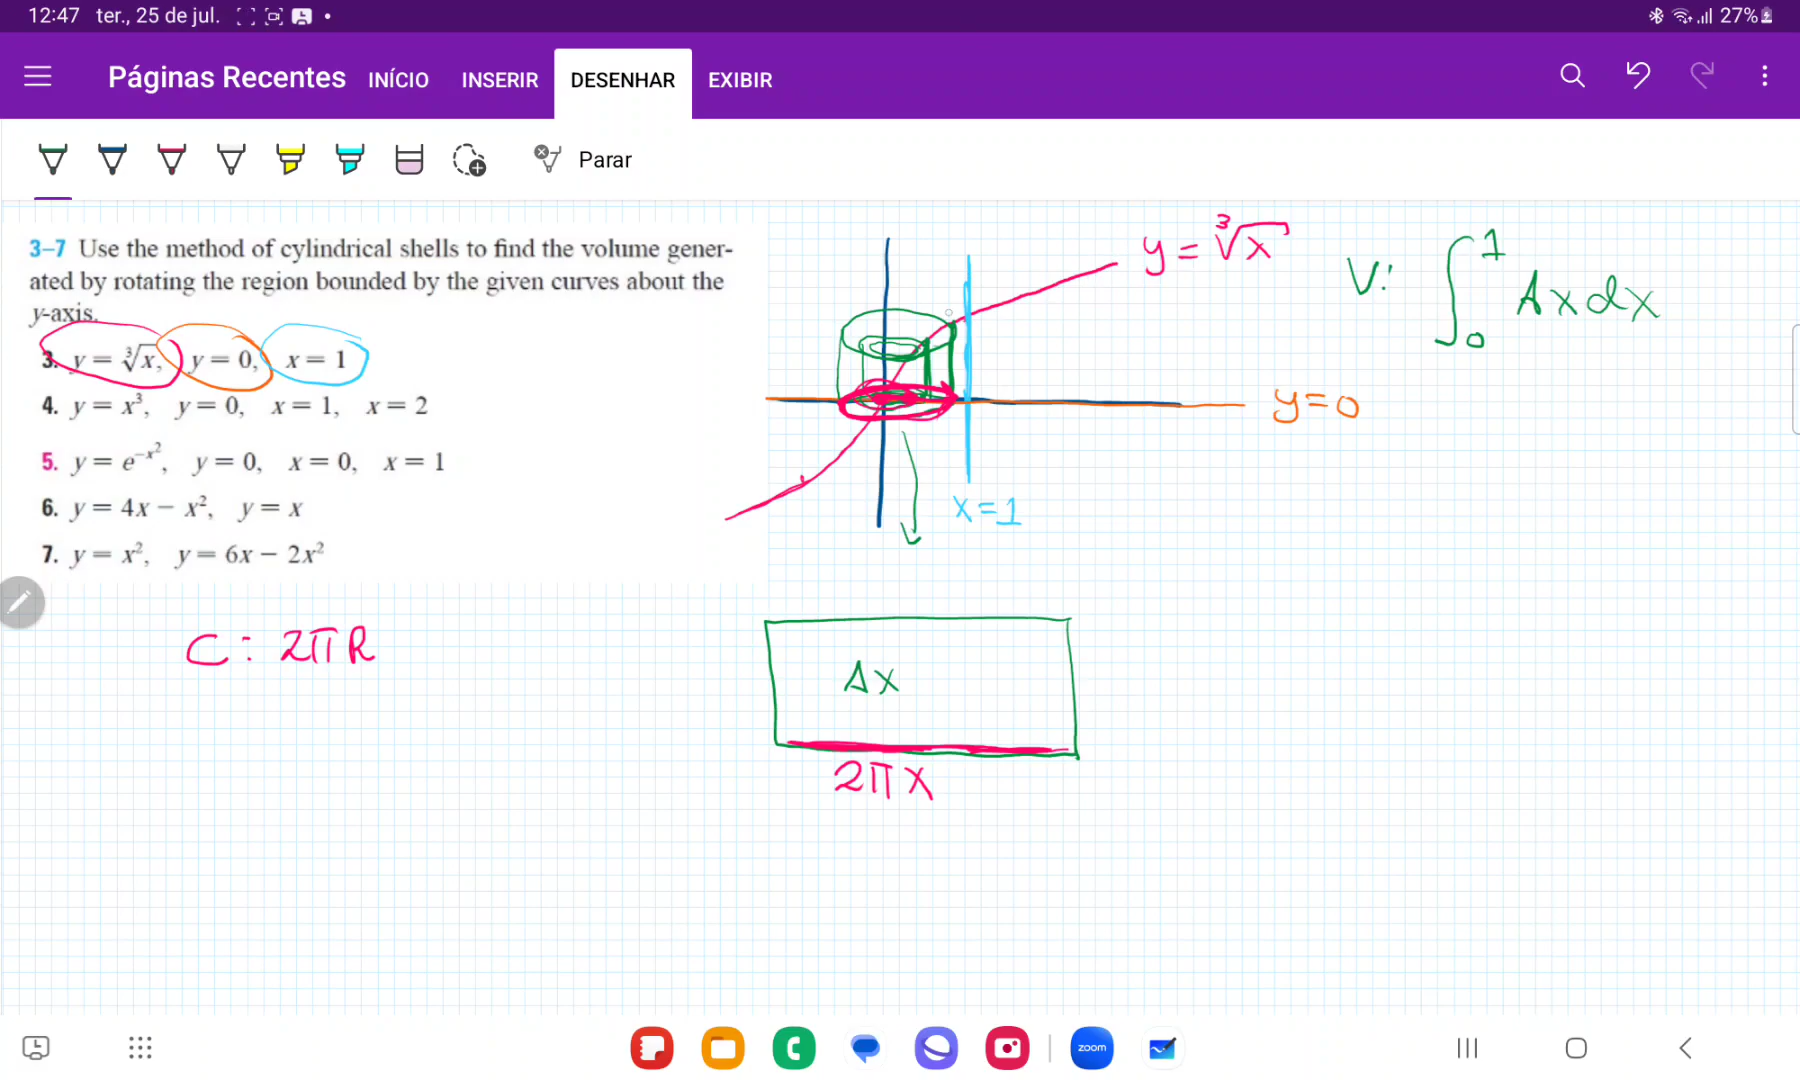 12:47 ter., 25 de jul.
27%
Páginas Recentes INÍCIO INSERIR DESENHAR EXIBIR
Parar
3–7 Use the method of cylindrical shells to find the volume gener-
ated by rotating the region bounded by the given curves about the
y-axis.
3. y = ∛x, y = 0, x = 1
4. y = x³, y = 0, x = 1, x = 2
5. y = e^{-x²}, y = 0, x = 0, x = 1
6. y = 4x − x², y = x
7. y = x², y = 6x − 2x²
y = ∛x
V: ∫₀¹ Ax dx
y=0
x=1
C: 2πR
Ax
2πx
zoom